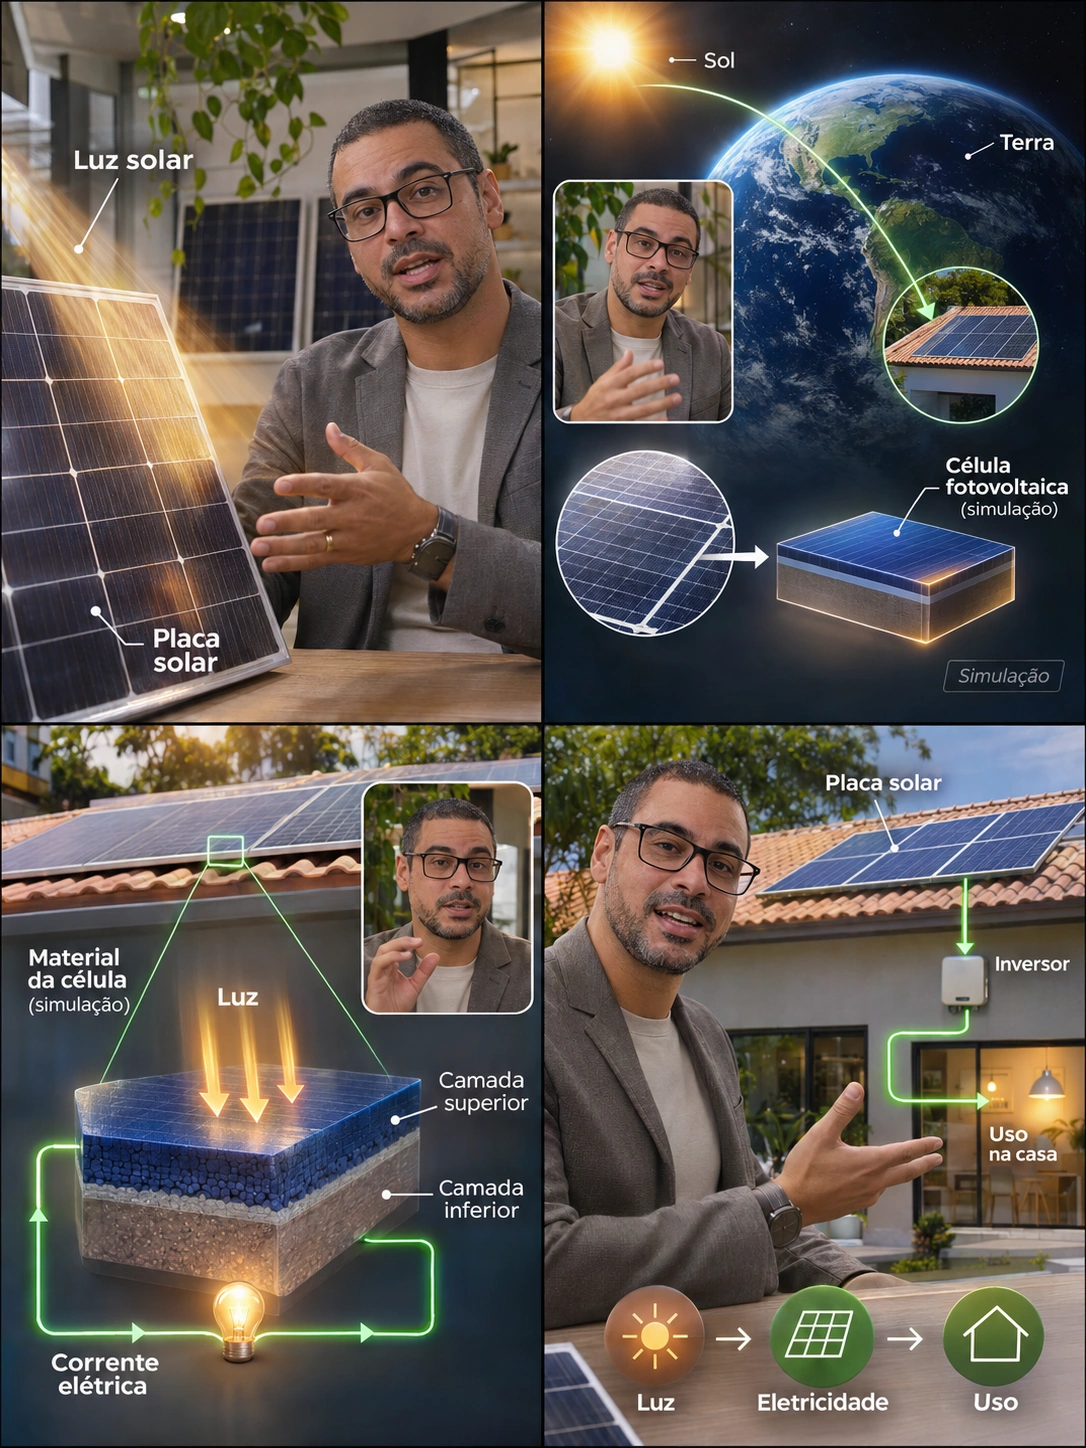 Luz solar
Placa
solar
Sol
Terra
Célula
fotovoltaica
(simulação)
Simulação
Material
da célula
(simulação)
Luz
Camada
superior
Camada
inferior
Corrente
elétrica
Placa solar
Inversor
Uso
na casa
Luz
Eletricidade
Uso